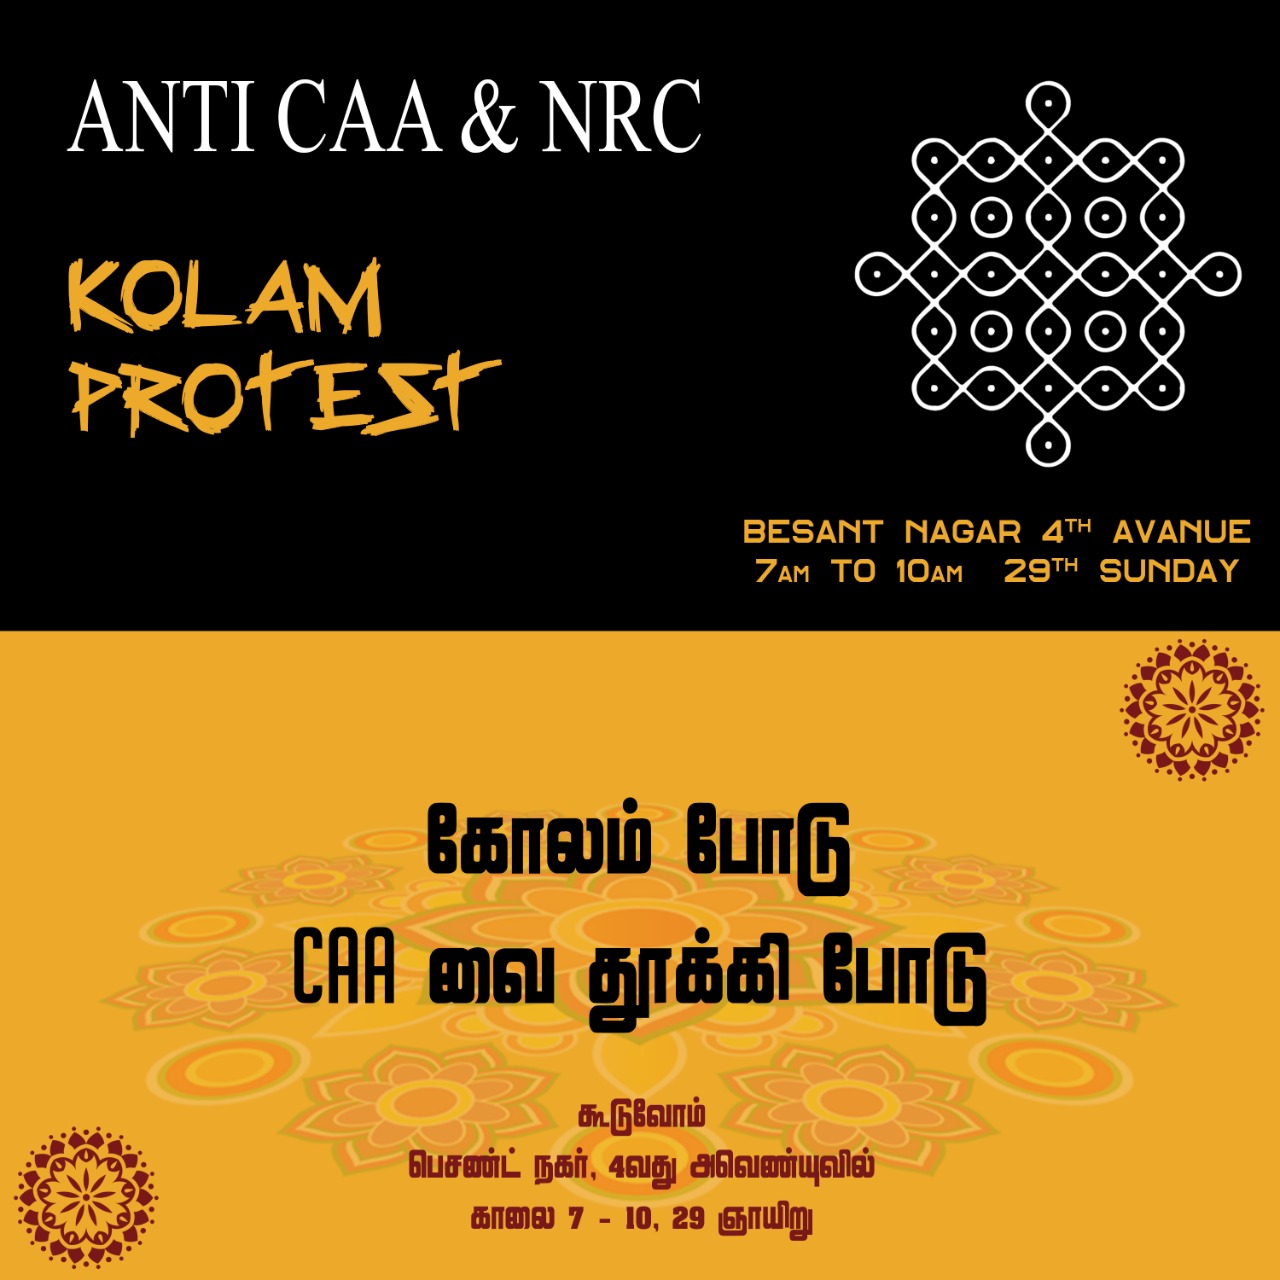 ANTI CAA & NRC
KOLAM
PROTEST
BESANT NAGAR 4TH AVANUE
7AM TO 10AM 29TH SUNDAY
கோலம் போடு
CAA வை தூக்கி போடு
கூடுவோம்
பெசண்ட் நகர், 4வது அவெண்யுவில்
காலை 7 - 10, 29 ஞாயிறு